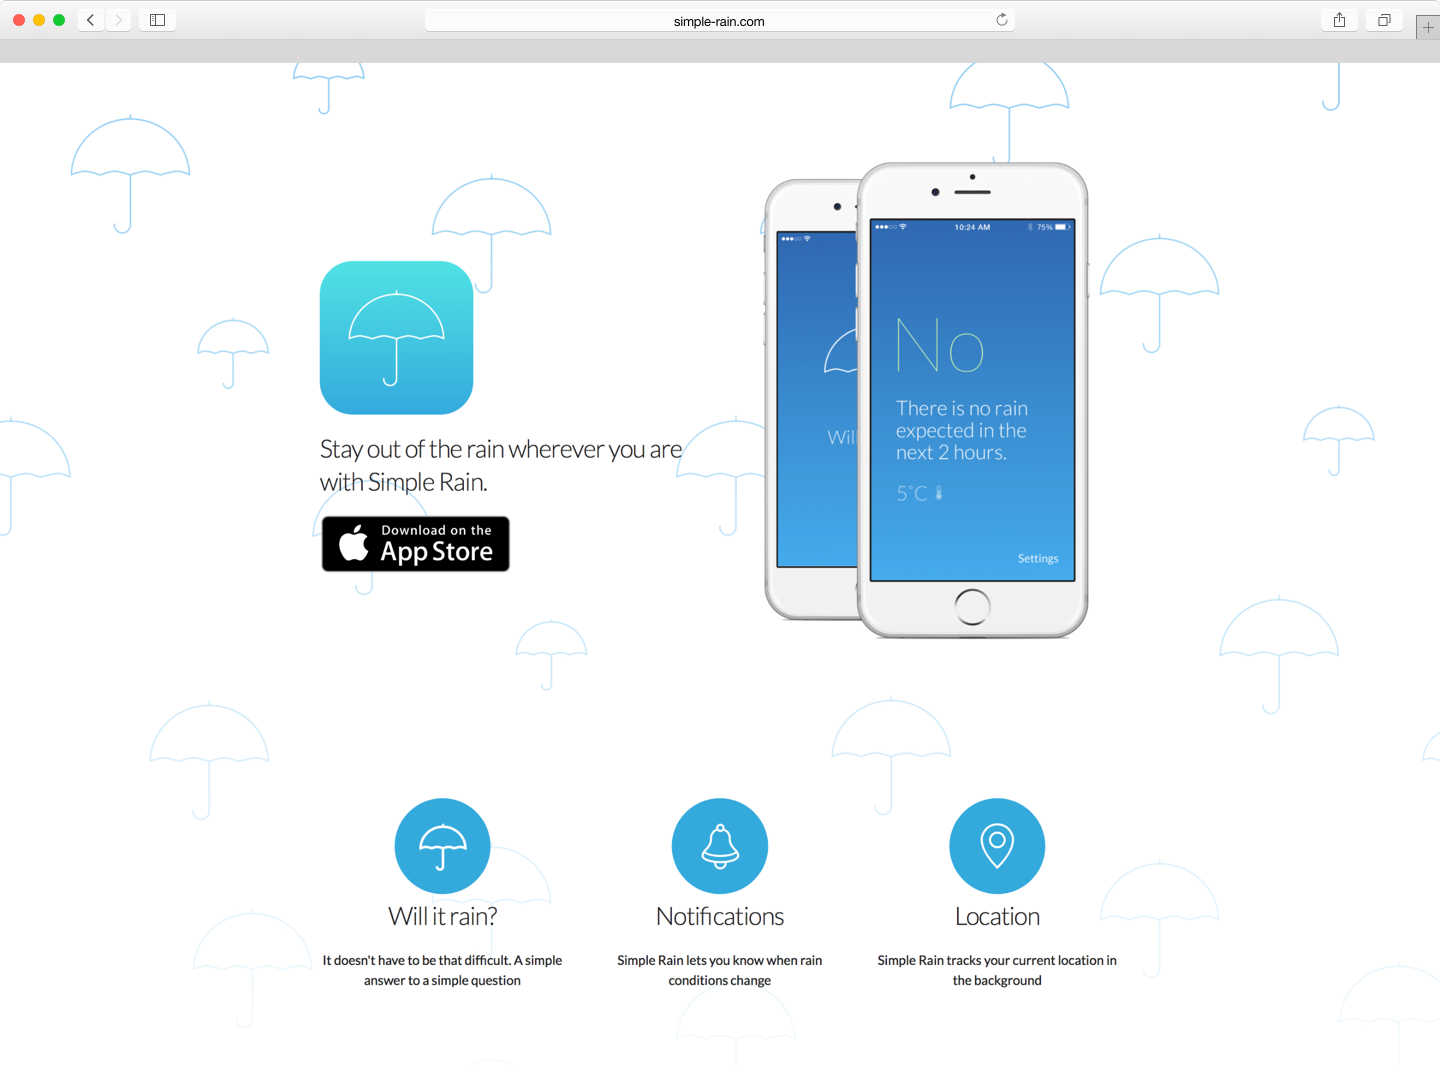 simple-rain.com
Stay out of the rain wherever you are
with Simple Rain.
Download on the
App Store
Will
10:24 AM
75%
No
There is no rain
expected in the
next 2 hours.
5°C
Settings
Will it rain?
It doesn't have to be that difficult. A simple
answer to a simple question
Notifications
Simple Rain lets you know when rain
conditions change
Location
Simple Rain tracks your current location in
the background